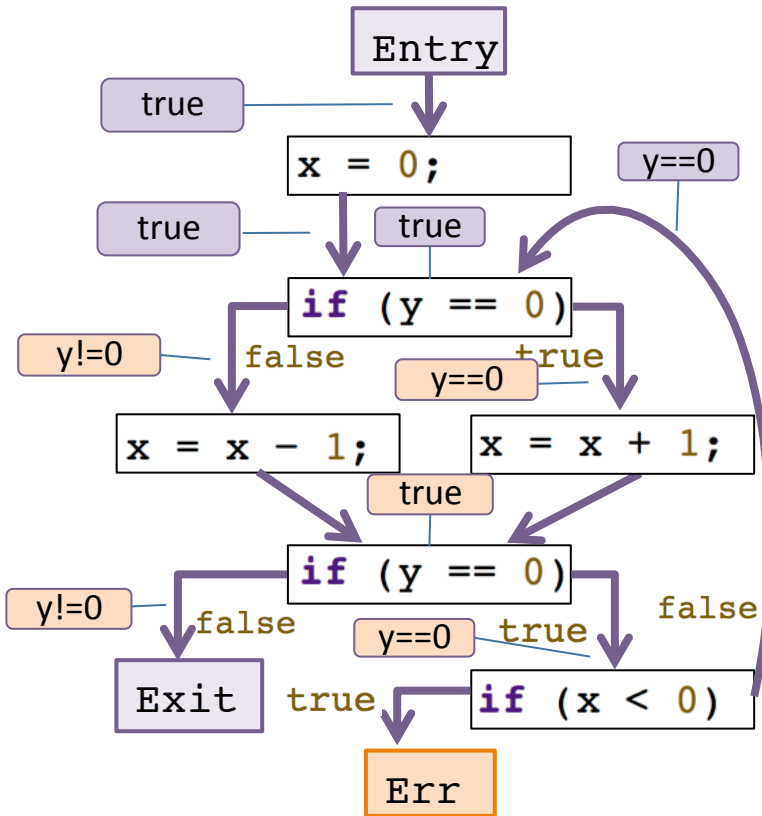 Entry
true
x = 0;
y==0
true
true
if (y == 0)
y!=0
false
true
y==0
x = x - 1;
x = x + 1;
true
if (y == 0)
y!=0
false
y==0
true
false
Exit
true
if (x < 0)
Err